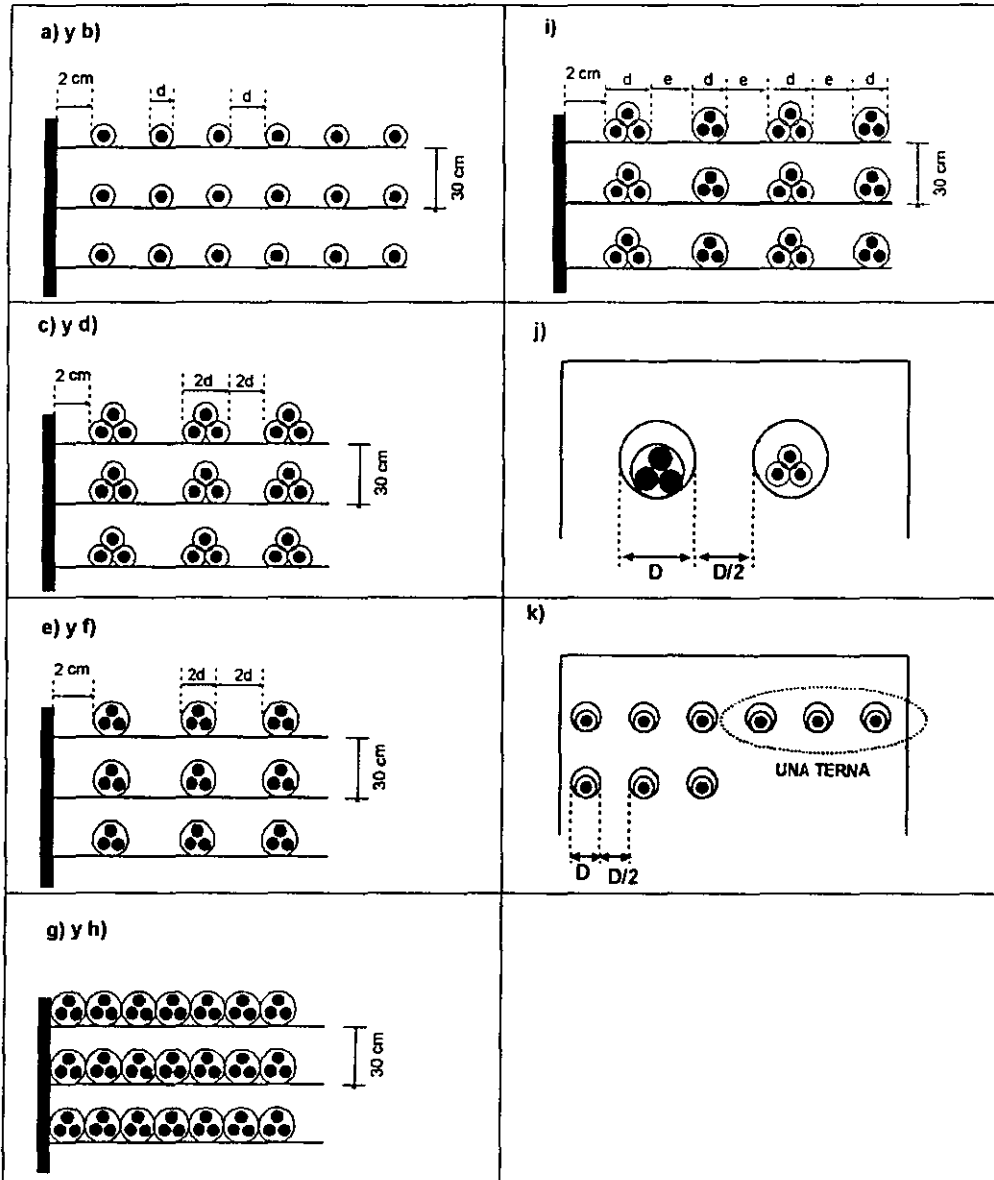 a) y b)
2 cm
d
d
30 cm
c) y d)
2 cm
2d
2d
30 cm
e) y f)
2 cm
2d
2d
30 cm
g) y h)
30 cm
i)
2 cm
d
e
d
e
d
e
d
30 cm
j)
D
D/2
k)
UNA TERNA
D
D/2